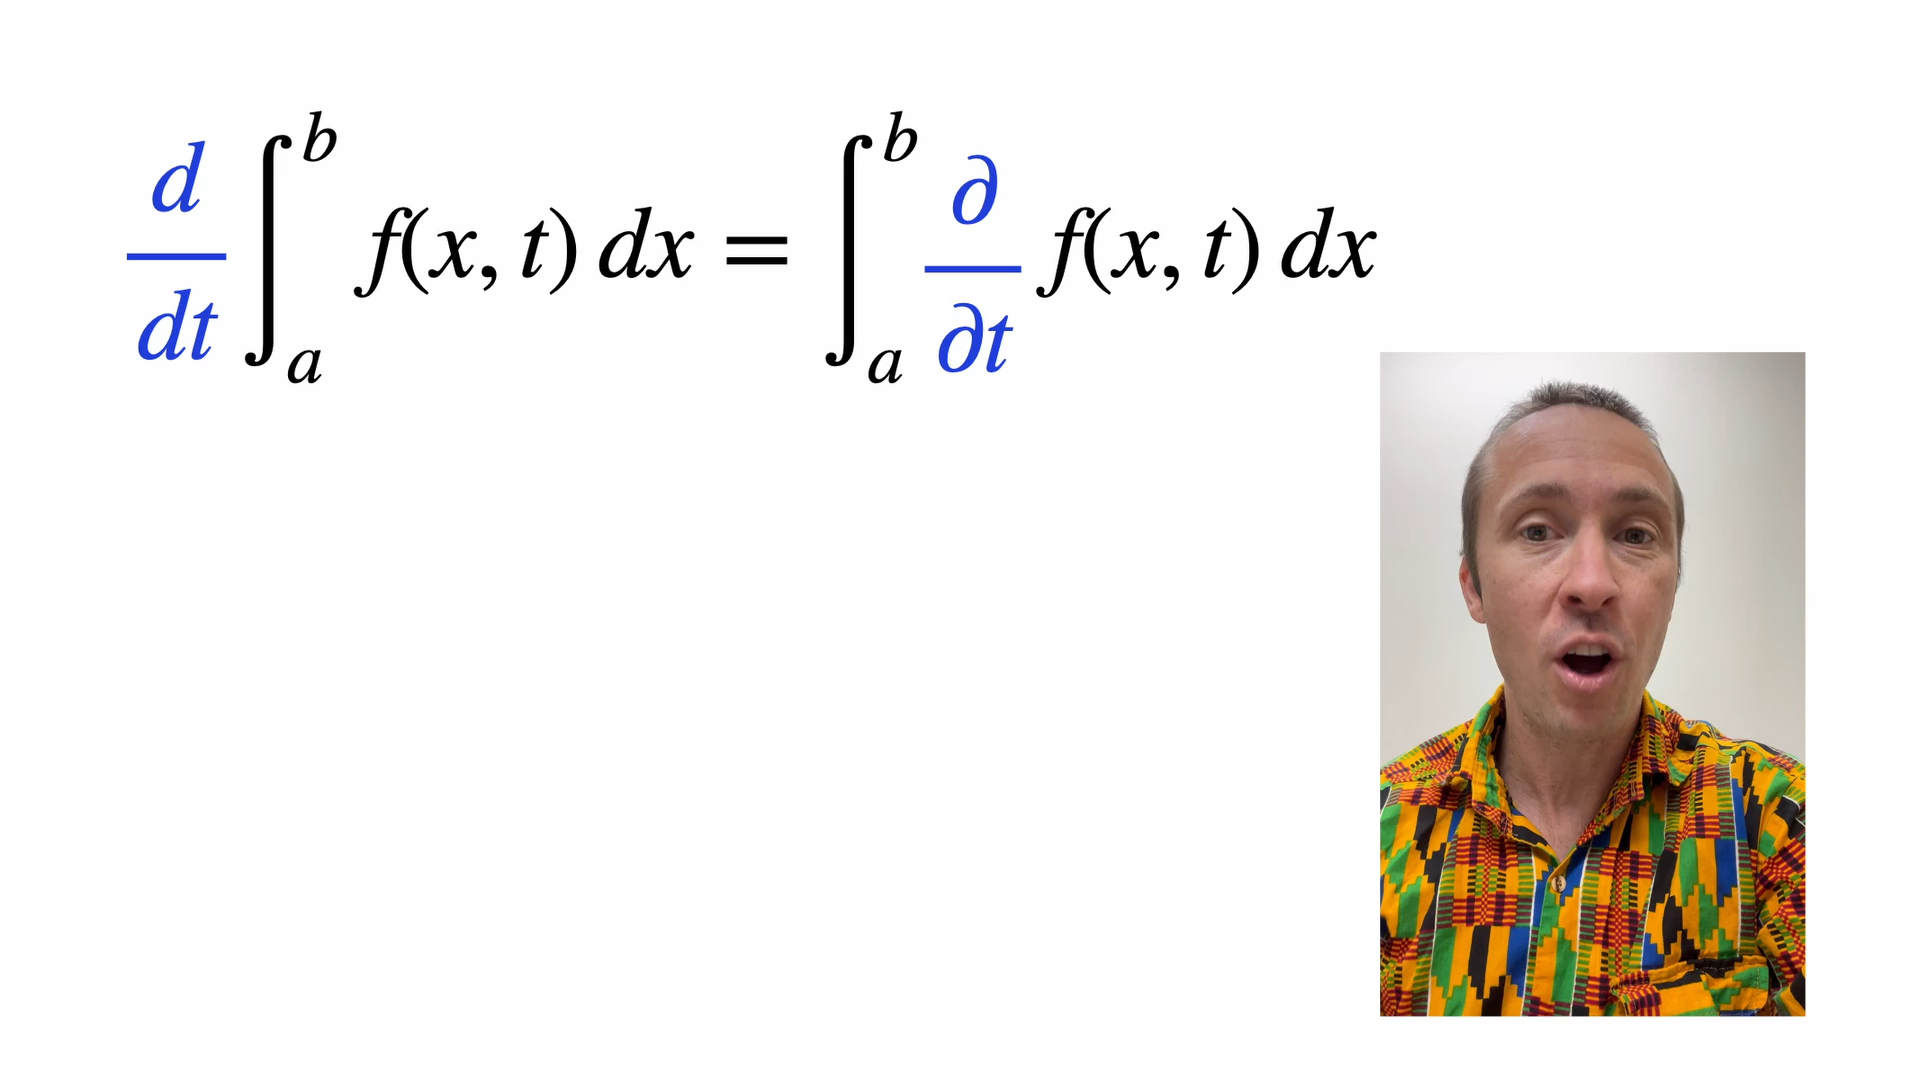 d/dt ∫_a^b f(x, t) dx = ∫_a^b ∂/∂t f(x, t) dx